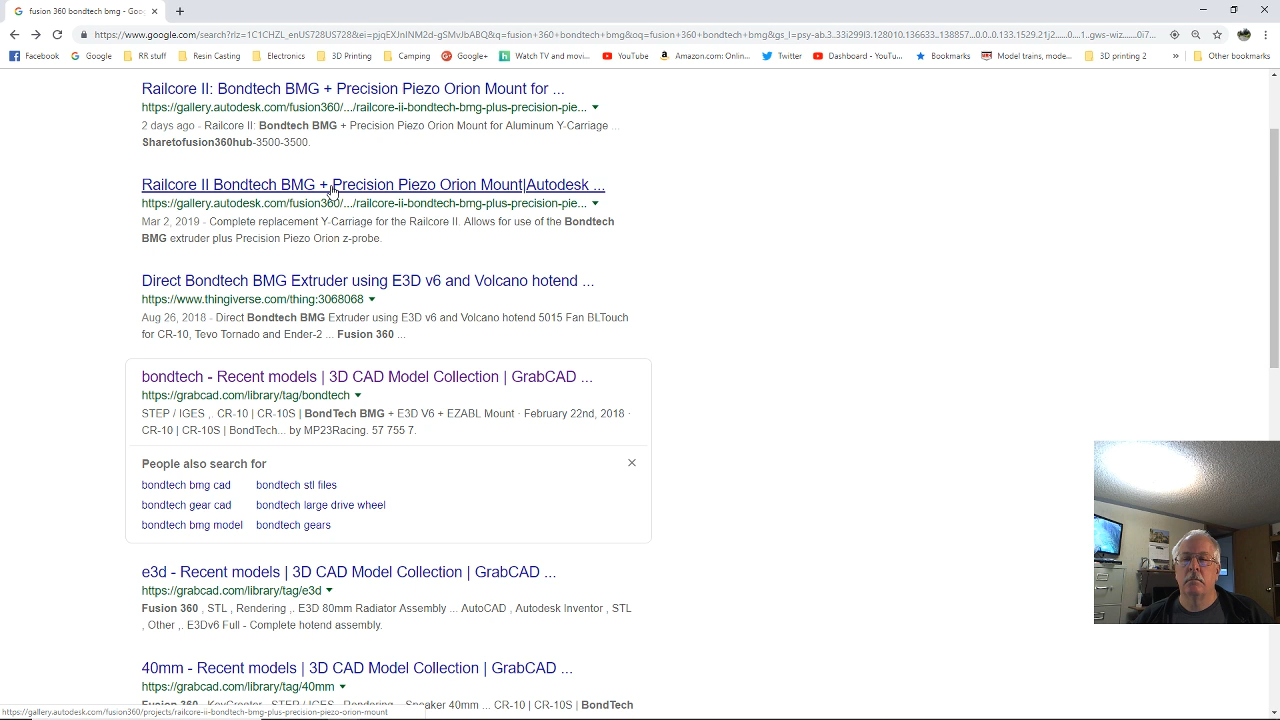 fusion 360 bondtech bmg - Goog
https://www.google.com/search?rlz=1C1CHZL_enUS728US728&ei=pjqEXJnINM2d-gSMvJbABQ&q=fusion+360+bondtech+bmg&oq=fusion+360+bondtech+bmg&gs_l=psy-ab.3..33i299l3.128010.136633..138857...0.0..0.133.1529.21j2......0....1..gws-wiz.......0i7...
Facebook Google RR stuff Resin Casting Electronics 3D Printing Camping Google+ Watch TV and movi... YouTube Amazon.com: Onlin... Twitter Dashboard - YouTu... Bookmarks Model trains, mode... 3D printing 2 » Other bookmarks
Railcore II: Bondtech BMG + Precision Piezo Orion Mount for ...
https://gallery.autodesk.com/fusion360/.../railcore-ii-bondtech-bmg-plus-precision-pie...
2 days ago - Railcore II: Bondtech BMG + Precision Piezo Orion Mount for Aluminum Y-Carriage ...
Sharetofusion360hub-3500-3500.
Railcore II Bondtech BMG + Precision Piezo Orion Mount|Autodesk ...
https://gallery.autodesk.com/fusion360/.../railcore-ii-bondtech-bmg-plus-precision-pie...
Mar 2, 2019 - Complete replacement Y-Carriage for the Railcore II. Allows for use of the Bondtech
BMG extruder plus Precision Piezo Orion z-probe.
Direct Bondtech BMG Extruder using E3D v6 and Volcano hotend ...
https://www.thingiverse.com/thing:3068068
Aug 26, 2018 - Direct Bondtech BMG Extruder using E3D v6 and Volcano hotend 5015 Fan BLTouch
for CR-10, Tevo Tornado and Ender-2 ... Fusion 360 ...
bondtech - Recent models | 3D CAD Model Collection | GrabCAD ...
https://grabcad.com/library/tag/bondtech
STEP / IGES ,. CR-10 | CR-10S | BondTech BMG + E3D V6 + EZABL Mount · February 22nd, 2018 ·
CR-10 | CR-10S | BondTech... by MP23Racing. 57 755 7.
People also search for
bondtech bmg cad bondtech stl files
bondtech gear cad bondtech large drive wheel
bondtech bmg model bondtech gears
e3d - Recent models | 3D CAD Model Collection | GrabCAD ...
https://grabcad.com/library/tag/e3d
Fusion 360 , STL , Rendering ,. E3D 80mm Radiator Assembly ... AutoCAD , Autodesk Inventor , STL
, Other ,. E3Dv6 Full - Complete hotend assembly.
40mm - Recent models | 3D CAD Model Collection | GrabCAD ...
https://grabcad.com/library/tag/40mm
Fusion 360 , KeyCreator , STEP / IGES , Rendering ,. Speaker 40mm ... CR-10 | CR-10S | BondTech
https://gallery.autodesk.com/fusion360/projects/railcore-ii-bondtech-bmg-plus-precision-piezo-orion-mount